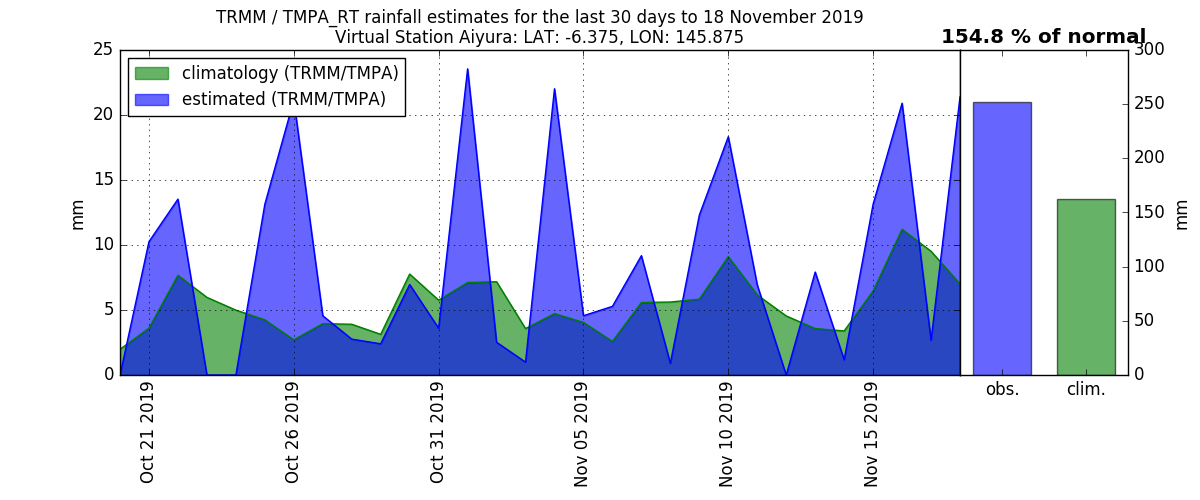 TRMM / TMPA_RT rainfall estimates for the last 30 days to 18 November 2019
Virtual Station Aiyura: LAT: -6.375, LON: 145.875
154.8 % of normal
climatology (TRMM/TMPA)
estimated (TRMM/TMPA)
25
20
15
10
5
0
mm
300
250
200
150
100
50
0
mm
Oct 21 2019
Oct 26 2019
Oct 31 2019
Nov 05 2019
Nov 10 2019
Nov 15 2019
obs.
clim.